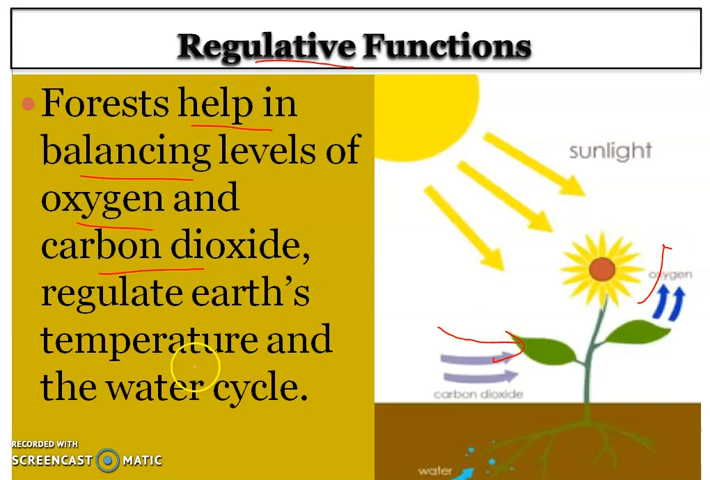 Regulative Functions
Forests help in
balancing levels of
oxygen and
carbon dioxide,
regulate earth's
temperature and
the water cycle.
sunlight
oxygen
carbon dioxide
water
RECORDED WITH
SCREENCAST MATIC